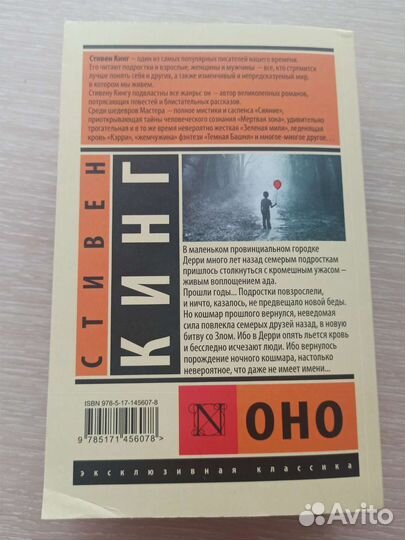 Стивен Кинг – один из самых популярных писателей нашего времени.
Его читают подростки и взрослые, женщины и мужчины – все, кто стремится
лучше понять себя и других, а также изменчивый и непредсказуемый мир,
в котором мы живем.
Стивену Кингу подвластны все жанры: он – автор великолепных романов,
потрясающих повестей и блистательных рассказов.
Среди шедевров Мастера – полное мистики и саспенса «Сияние»,
приоткрывающая тайны человеческого сознания «Мертвая зона», удивительно
трогательная и в то же время невероятно жесткая «Зеленая миля», леденящая
кровь «Кэрри», «жемчужина» фэнтези "Темная Башня" и многое-многое другое…
СТИВЕН
КИНГ
В маленьком провинциальном городке
Дерри много лет назад семерым подросткам
пришлось столкнуться с кромешным ужасом –
живым воплощением ада.
Прошли годы... Подростки повзрослели,
и ничто, казалось, не предвещало новой беды.
Но кошмар прошлого вернулся, неведомая
сила повлекла семерых друзей назад, в новую
битву со Злом. Ибо в Дерри опять льется кровь
и бесследно исчезают люди. Ибо вернулось
порождение ночного кошмара, настолько
невероятное, что даже не имеет имени...
ISBN 978-5-17-145607-8
9 785171 456078 >
N
ОНО
эксклюзивная классика
Avito